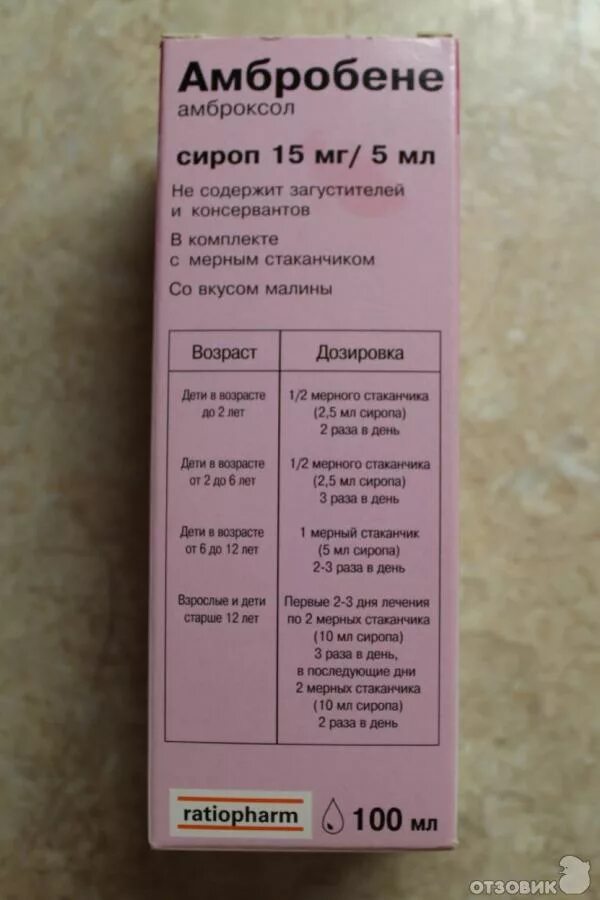 Амбробене
амброксол
сироп 15 мг/ 5 мл
Не содержит загустителей
и консервантов
В комплекте
с мерным стаканчиком
Со вкусом малины
Возраст
Дозировка
Дети в возрасте
до 2 лет
1/2 мерного стаканчика
(2,5 мл сиропа)
2 раза в день
Дети в возрасте
от 2 до 6 лет
1/2 мерного стаканчика
(2,5 мл сиропа)
3 раза в день
Дети в возрасте
от 6 до 12 лет
1 мерный стаканчик
(5 мл сиропа)
2-3 раза в день
Взрослые и дети
старше 12 лет
Первые 2-3 дня лечения
по 2 мерных стаканчика
(10 мл сиропа)
3 раза в день,
в последующие дни
2 мерных стаканчика
(10 мл сиропа)
2 раза в день
ratiopharm
100 мл
ОТЗОВИК